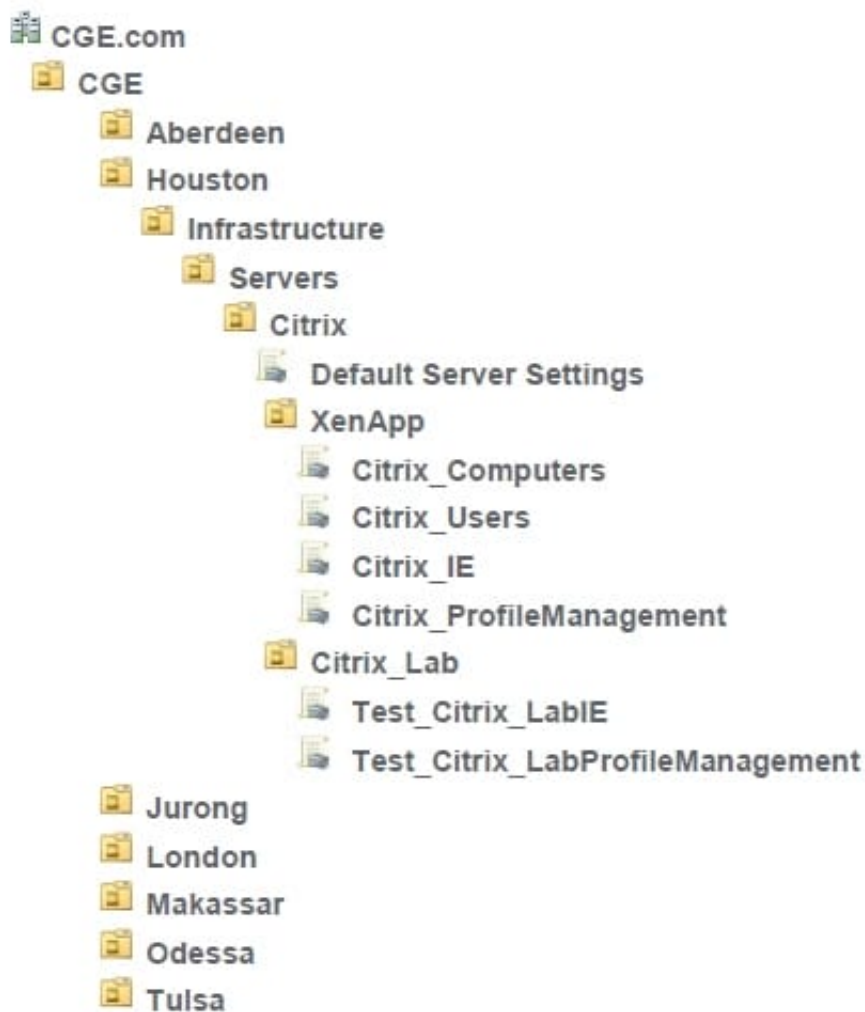 CGE.com
CGE
Aberdeen
Houston
Infrastructure
Servers
Citrix
Default Server Settings
XenApp
Citrix_Computers
Citrix_Users
Citrix_IE
Citrix_ProfileManagement
Citrix_Lab
Test_Citrix_LabIE
Test_Citrix_LabProfileManagement
Jurong
London
Makassar
Odessa
Tulsa